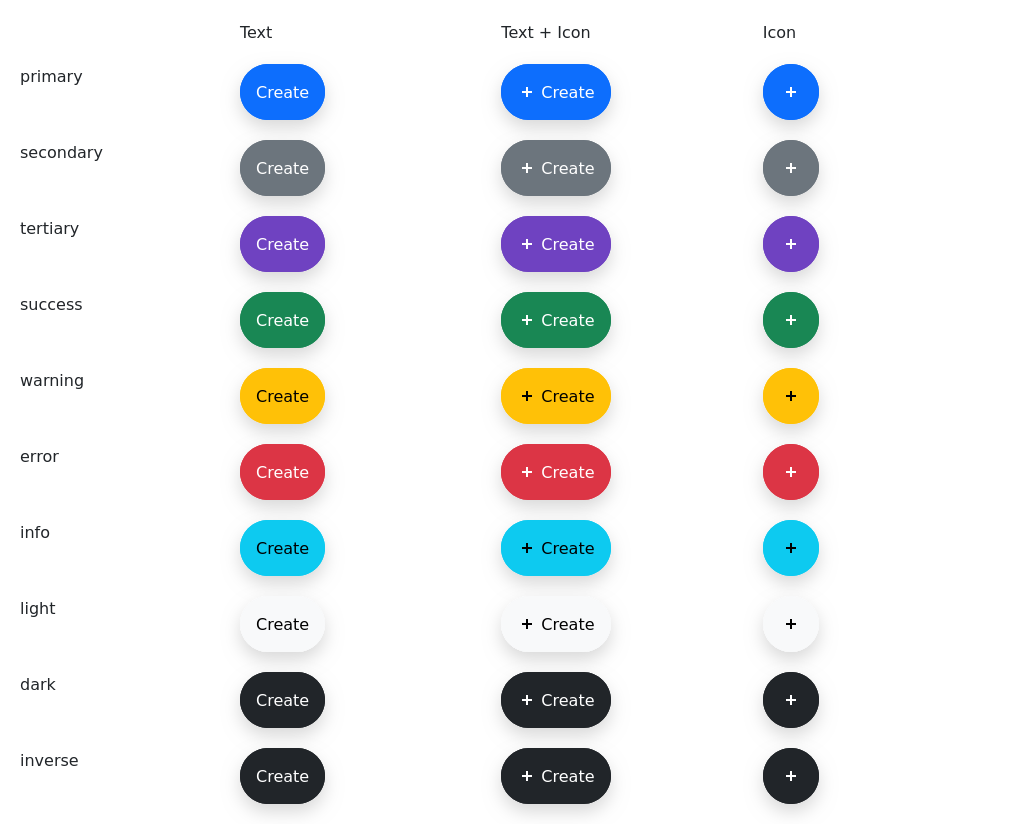 Text Text + Icon Icon
primary Create + Create +
secondary Create + Create +
tertiary Create + Create +
success Create + Create +
warning Create + Create +
error Create + Create +
info Create + Create +
light Create + Create +
dark Create + Create +
inverse Create + Create +